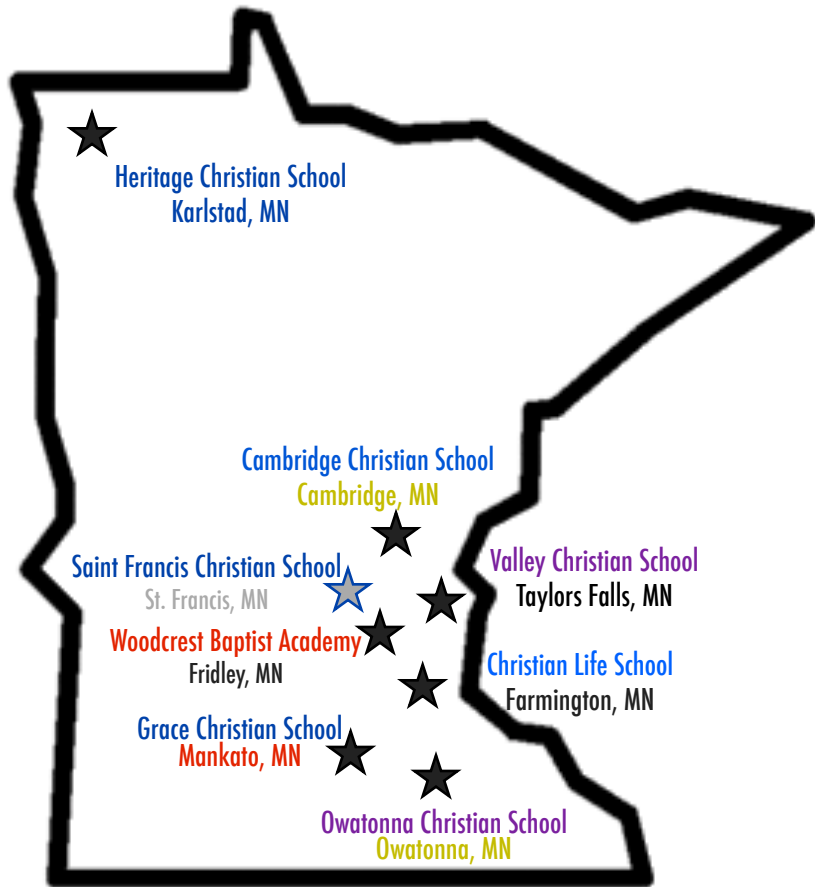 Heritage Christian School
Karlstad, MN
Cambridge Christian School
Cambridge, MN
Saint Francis Christian School
St. Francis, MN
Valley Christian School
Taylors Falls, MN
Woodcrest Baptist Academy
Fridley, MN
Christian Life School
Farmington, MN
Grace Christian School
Mankato, MN
Owatonna Christian School
Owatonna, MN